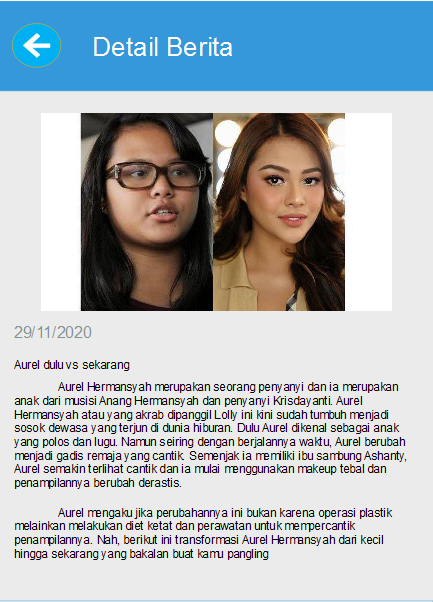 Detail Berita
29/11/2020
Aurel dulu vs sekarang
Aurel Hermansyah merupakan seorang penyanyi dan ia merupakan
anak dari musisi Anang Hermansyah dan penyanyi Krisdayanti. Aurel
Hermansyah atau yang akrab dipanggil Lolly ini kini sudah tumbuh menjadi
sosok dewasa yang terjun di dunia hiburan. Dulu Aurel dikenal sebagai anak
yang polos dan lugu. Namun seiring dengan berjalannya waktu, Aurel berubah
menjadi gadis remaja yang cantik. Semenjak ia memiliki ibu sambung Ashanty,
Aurel semakin terlihat cantik dan ia mulai menggunakan makeup tebal dan
penampilannya berubah derastis.
Aurel mengaku jika perubahannya ini bukan karena operasi plastik
melainkan melakukan diet ketat dan perawatan untuk mempercantik
penampilannya. Nah, berikut ini transformasi Aurel Hermansyah dari kecil
hingga sekarang yang bakalan buat kamu pangling